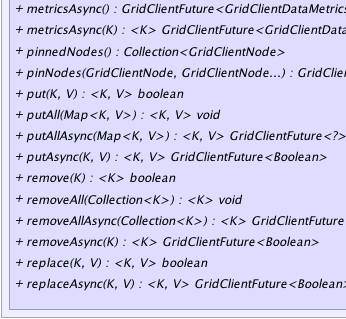 + metricsAsync() : GridClientFuture<GridClientDataMetrics
+ metricsAsync(K) : <K> GridClientFuture<GridClientData
+ pinnedNodes() : Collection<GridClientNode>
+ pinNodes(GridClientNode, GridClientNode...) : GridClie
+ put(K, V) : <K, V> boolean
+ putAll(Map<K, V>) : <K, V> void
+ putAllAsync(Map<K, V>) : <K, V> GridClientFuture<?>
+ putAsync(K, V) : <K, V> GridClientFuture<Boolean>
+ remove(K) : <K> boolean
+ removeAll(Collection<K>) : <K> void
+ removeAllAsync(Collection<K>) : <K> GridClientFuture
+ removeAsync(K) : <K> GridClientFuture<Boolean>
+ replace(K, V) : <K, V> boolean
+ replaceAsync(K, V) : <K, V> GridClientFuture<Boolean>